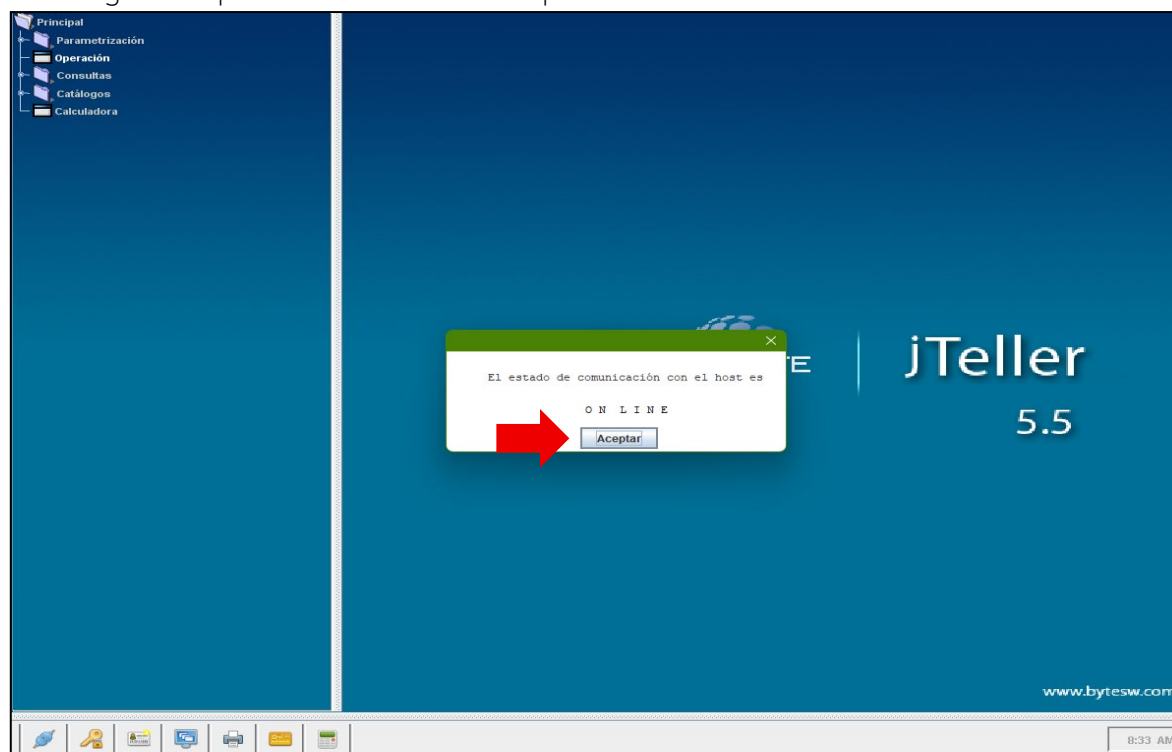 Principal
Parametrización
Operación
Consultas
Catálogos
Calculadora
El estado de comunicación con el host es
O N L I N E
Aceptar
jTeller
5.5
www.bytesw.com
8:33 AM